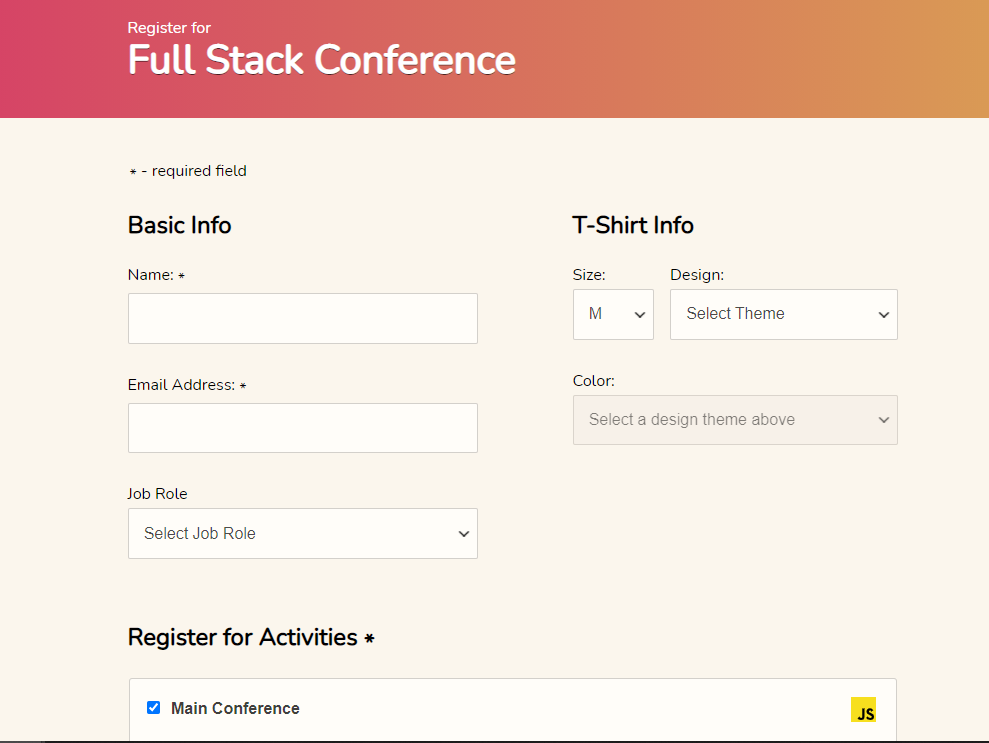 Register for
Full Stack Conference
* - required field
Basic Info
Name: *
Email Address: *
Job Role
Select Job Role
T-Shirt Info
Size:
M
Design:
Select Theme
Color:
Select a design theme above
Register for Activities *
Main Conference
JS